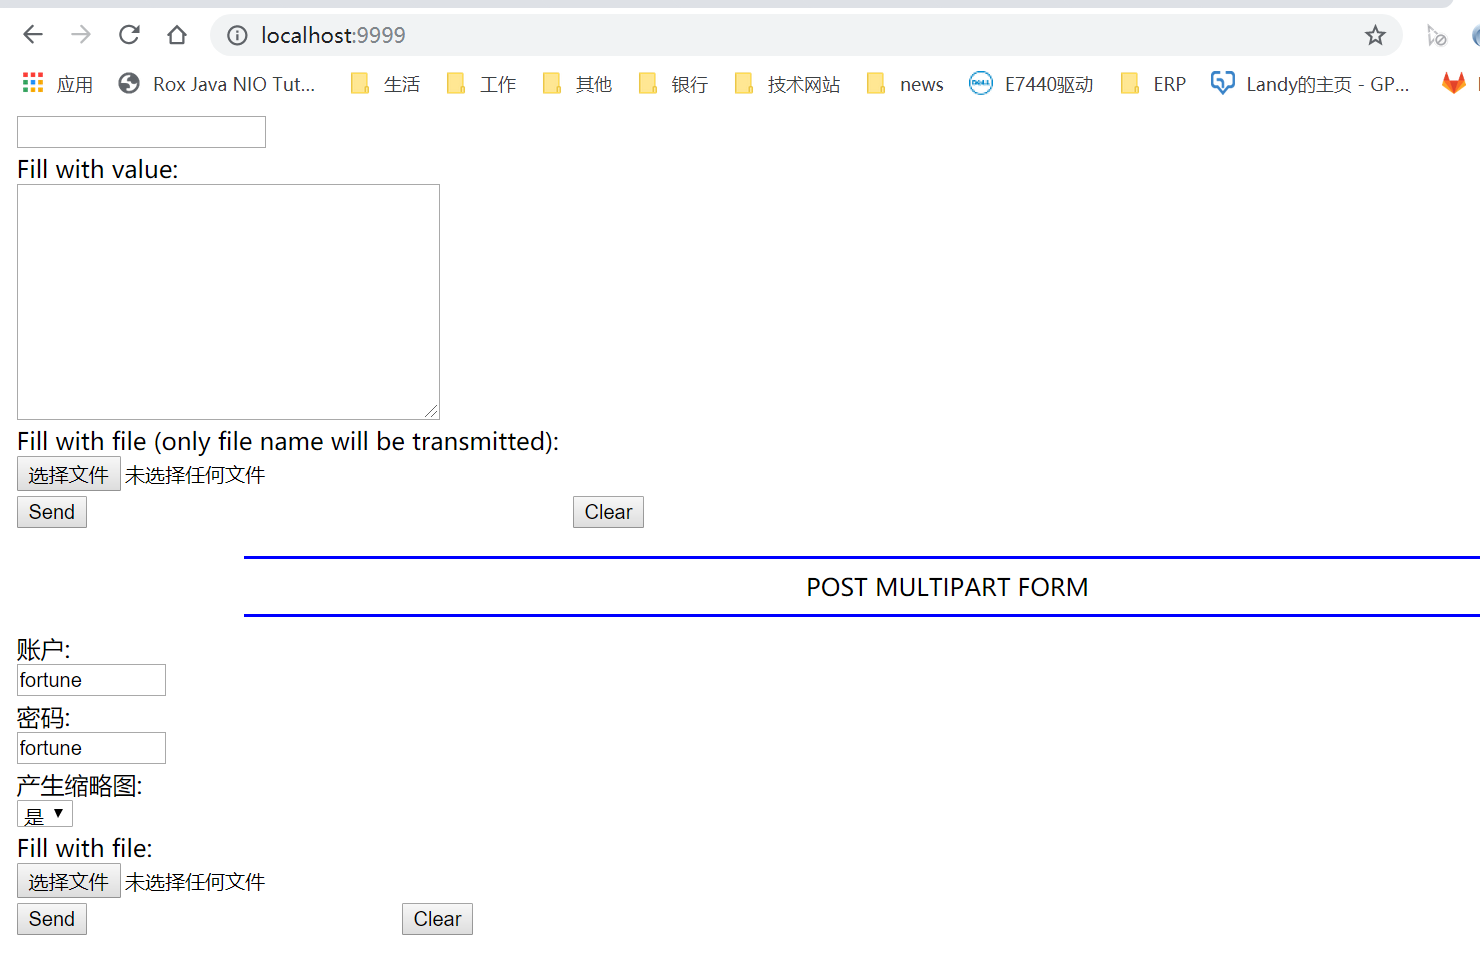 localhost:9999
应用 Rox Java NIO Tut... 生活 工作 其他 银行 技术网站 news DELL E7440驱动 ERP Landy的主页 - GP...
Fill with value:
Fill with file (only file name will be transmitted):
选择文件 未选择任何文件
Send Clear
POST MULTIPART FORM
账户:
fortune
密码:
fortune
产生缩略图:
是
Fill with file:
选择文件 未选择任何文件
Send Clear